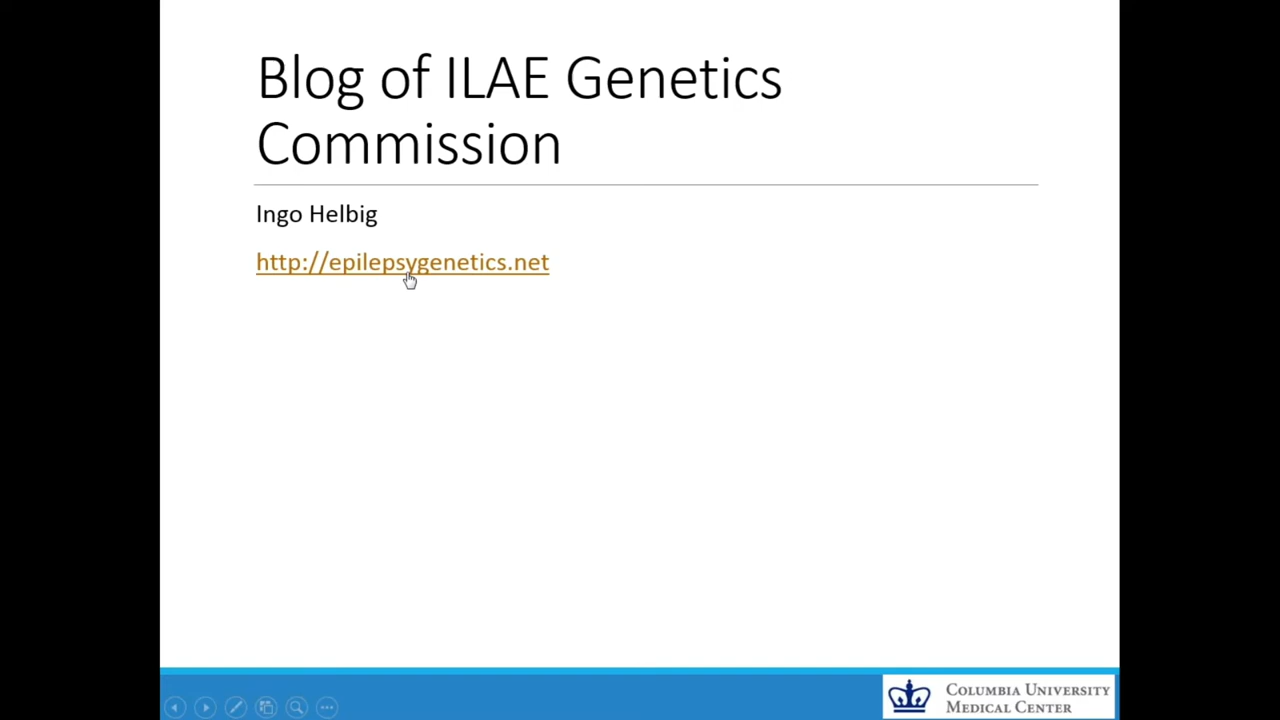 Blog of ILAE Genetics
Commission
Ingo Helbig
http://epilepsygenetics.net
COLUMBIA UNIVERSITY
MEDICAL CENTER